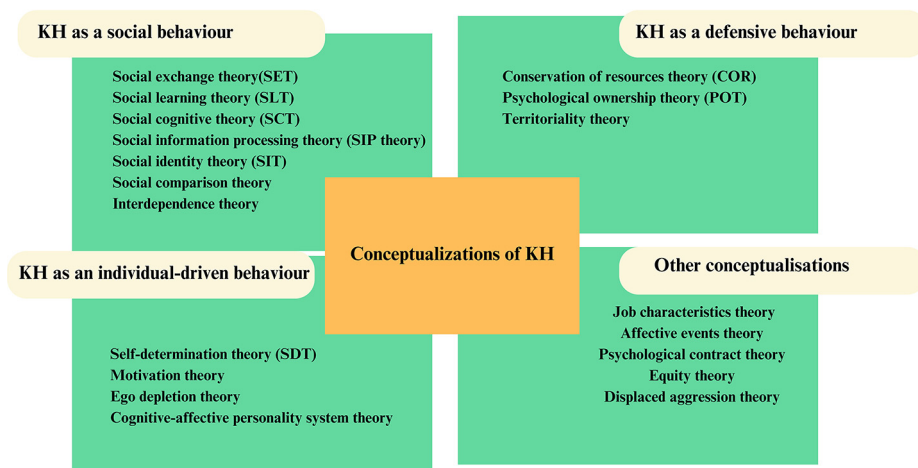 KH as a social behaviour
Social exchange theory(SET)
Social learning theory (SLT)
Social cognitive theory (SCT)
Social information processing theory (SIP theory)
Social identity theory (SIT)
Social comparison theory
Interdependence theory
KH as a defensive behaviour
Conservation of resources theory (COR)
Psychological ownership theory (POT)
Territoriality theory
Conceptualizations of KH
KH as an individual-driven behaviour
Self-determination theory (SDT)
Motivation theory
Ego depletion theory
Cognitive-affective personality system theory
Other conceptualisations
Job characteristics theory
Affective events theory
Psychological contract theory
Equity theory
Displaced aggression theory